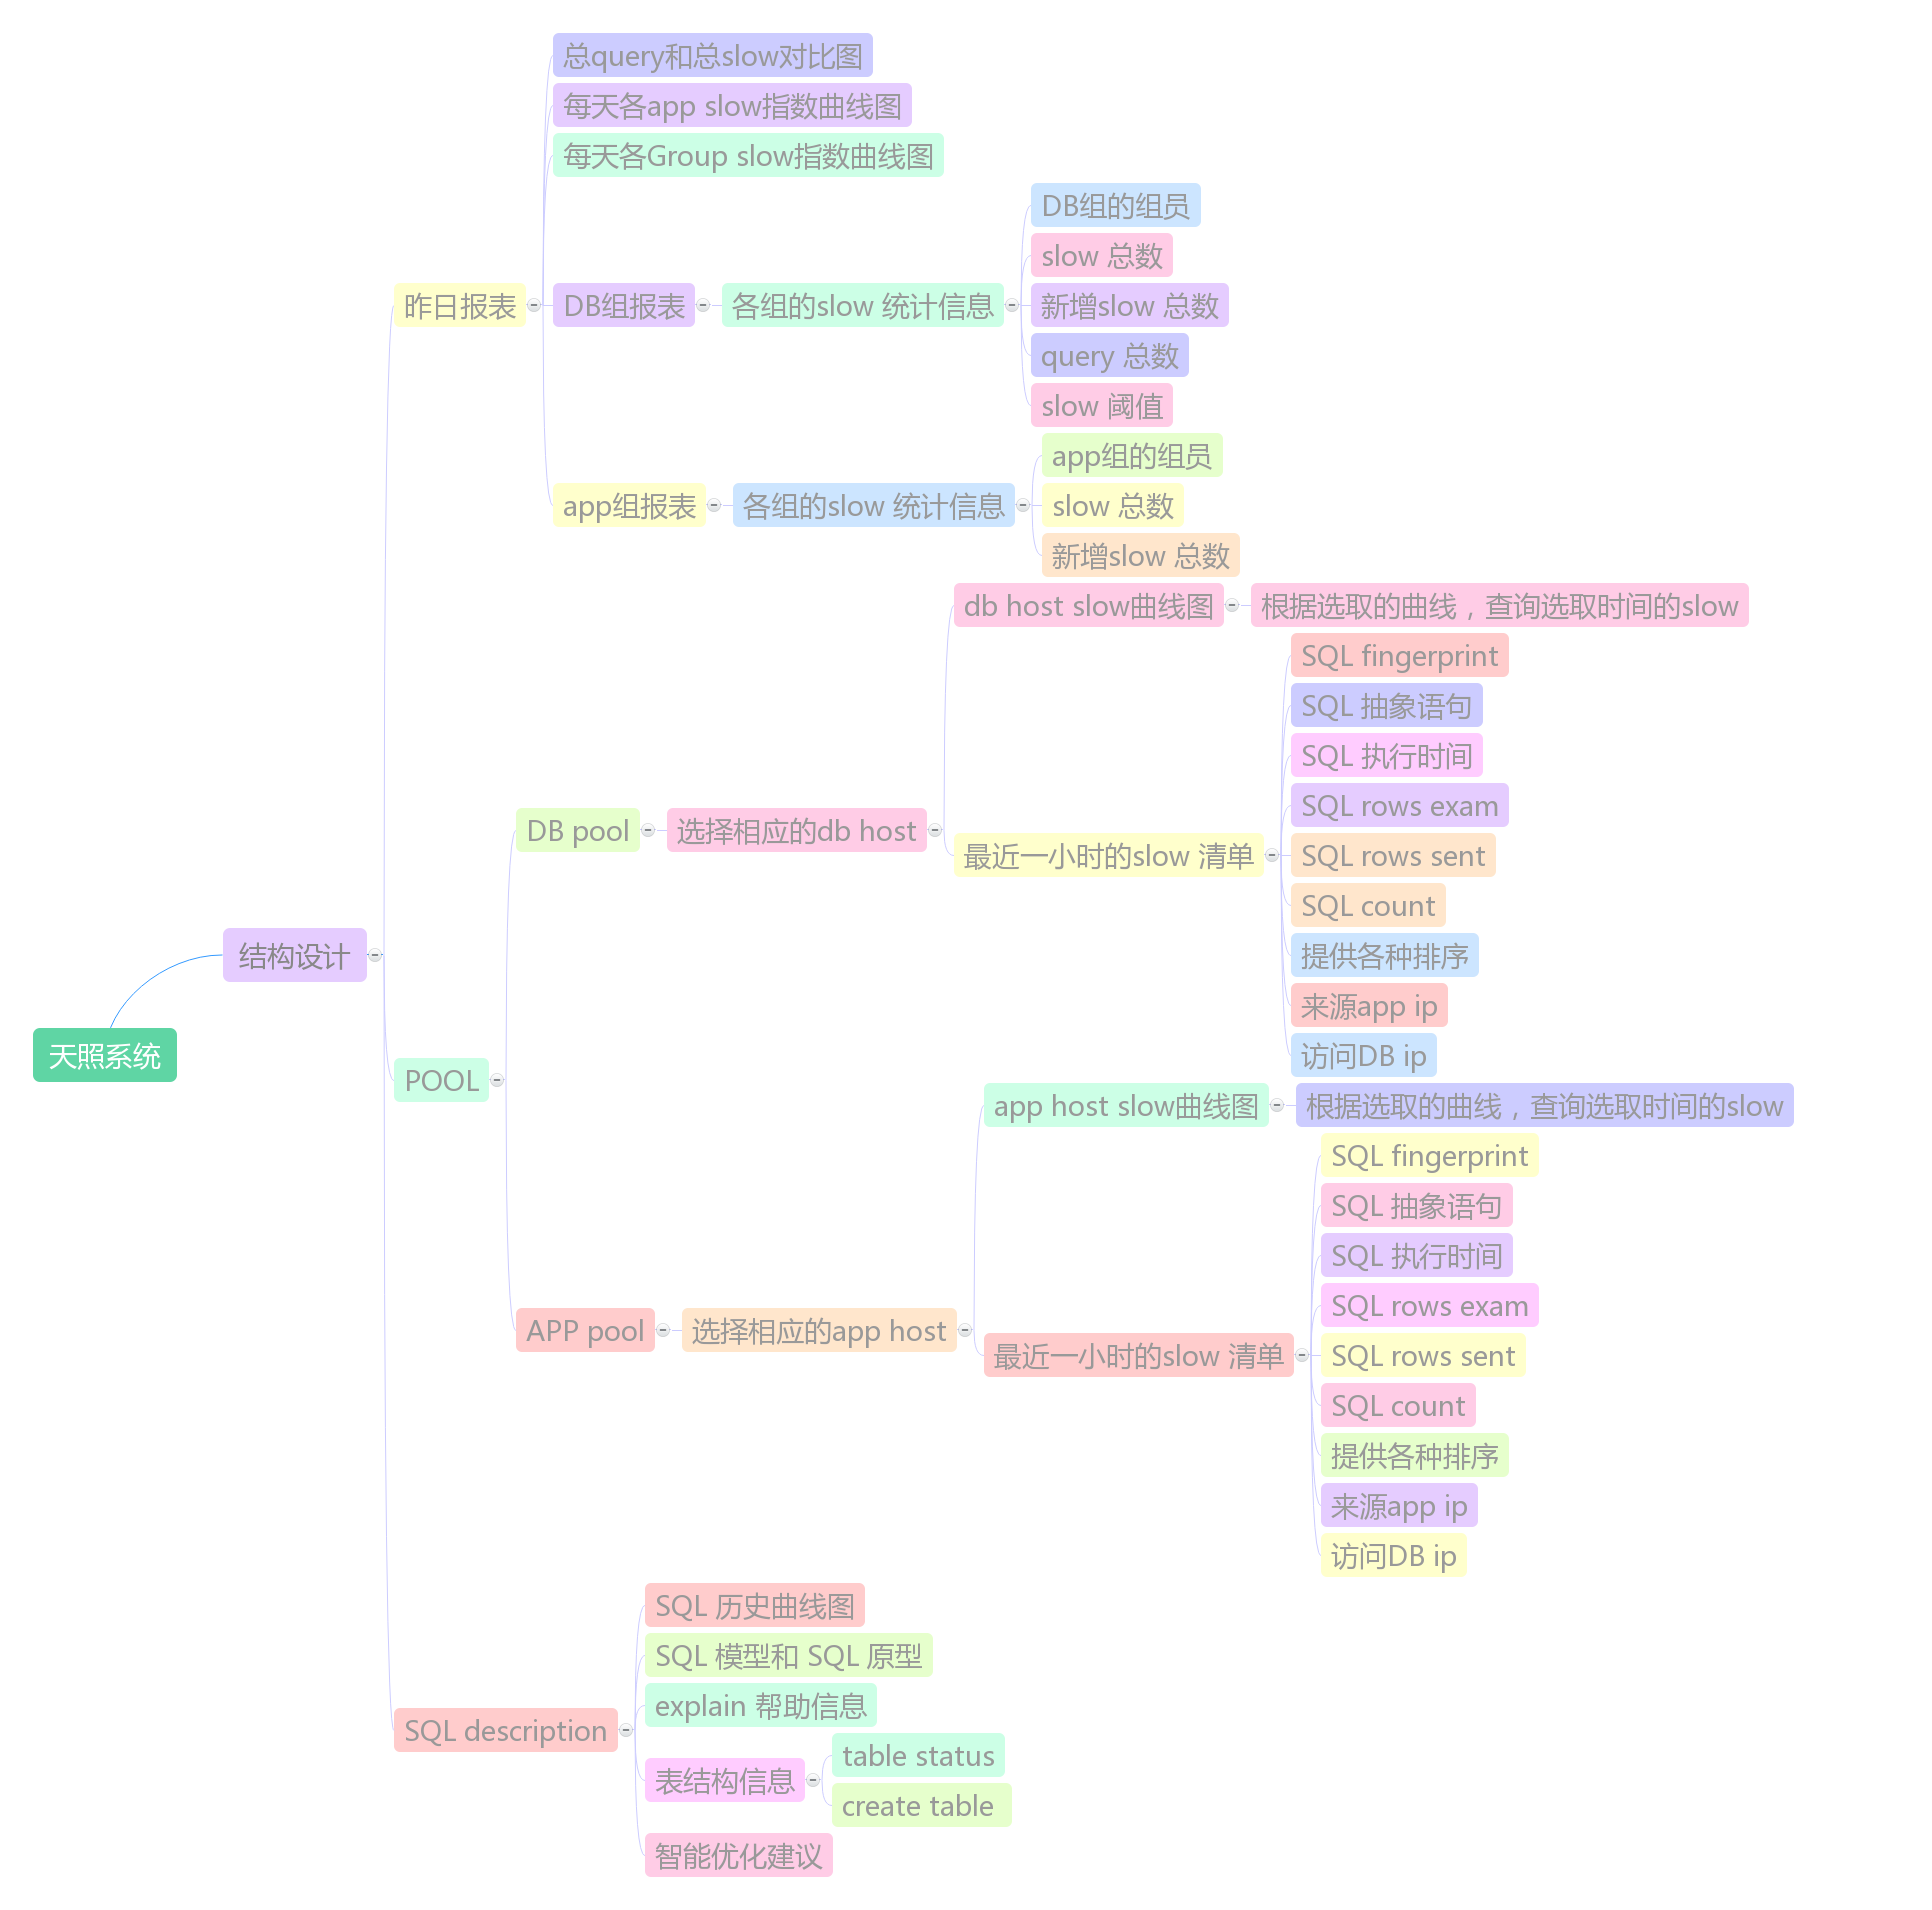 总query和总slow对比图
每天各app slow指数曲线图
每天各Group slow指数曲线图
DB组的组员
slow 总数
昨日报表
DB组报表
各组的slow 统计信息
新增slow 总数
query 总数
slow 阈值
app组的组员
app组报表
各组的slow 统计信息
slow 总数
新增slow 总数
db host slow曲线图
根据选取的曲线，查询选取时间的slow
SQL fingerprint
SQL 抽象语句
SQL 执行时间
SQL rows exam
DB pool
选择相应的db host
最近一小时的slow 清单
SQL rows sent
SQL count
结构设计
提供各种排序
来源app ip
天照系统
访问DB ip
POOL
app host slow曲线图
根据选取的曲线，查询选取时间的slow
SQL fingerprint
SQL 抽象语句
SQL 执行时间
SQL rows exam
APP pool
选择相应的app host
最近一小时的slow 清单
SQL rows sent
SQL count
提供各种排序
来源app ip
访问DB ip
SQL 历史曲线图
SQL 模型和 SQL 原型
explain 帮助信息
SQL description
table status
表结构信息
create table
智能优化建议